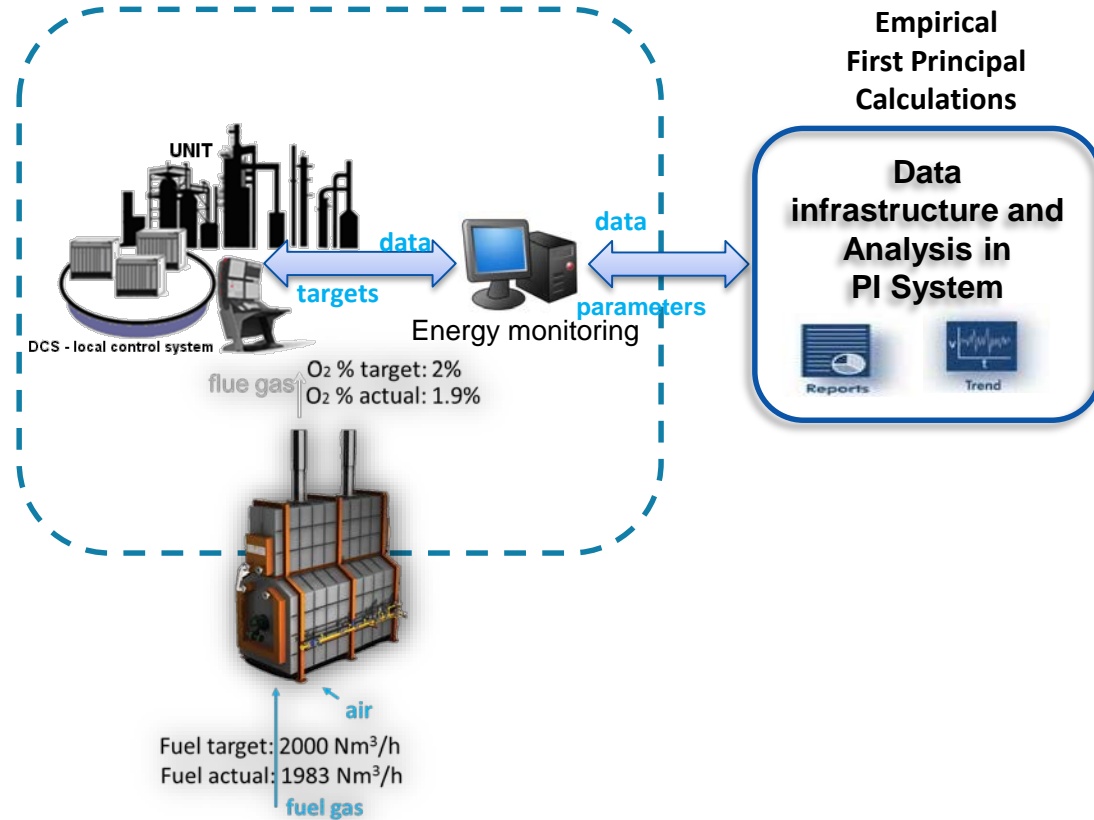 Empirical
First Principal
Calculations
UNIT
DCS - local control system
data
targets
Energy monitoring
data
parameters
Data
infrastructure and
Analysis in
PI System
Reports
V
t
Trend
flue gas
O₂ % target: 2%
O₂ % actual: 1.9%
air
Fuel target: 2000 Nm³/h
Fuel actual: 1983 Nm³/h
fuel gas